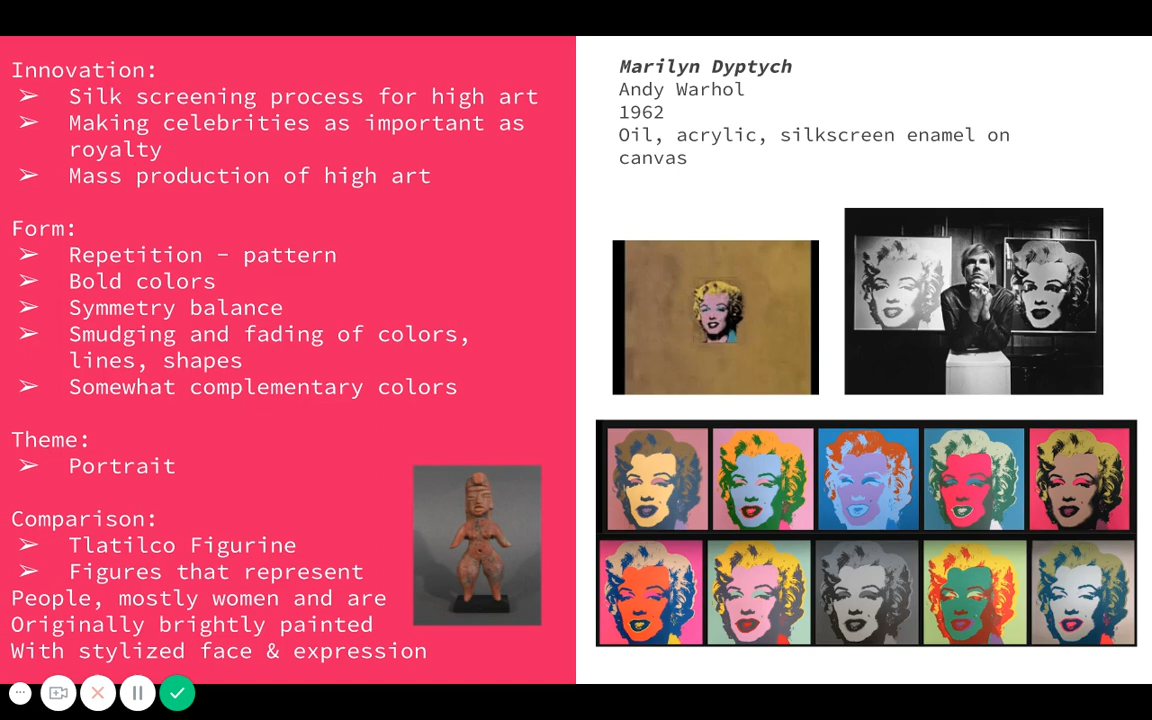 Innovation:
➢ Silk screening process for high art
➢ Making celebrities as important as
royalty
➢ Mass production of high art
Form:
➢ Repetition - pattern
➢ Bold colors
➢ Symmetry balance
➢ Smudging and fading of colors,
lines, shapes
➢ Somewhat complementary colors
Theme:
➢ Portrait
Comparison:
➢ Tlatilco Figurine
➢ Figures that represent
People, mostly women and are
Originally brightly painted
With stylized face & expression
Marilyn Dyptych
Andy Warhol
1962
Oil, acrylic, silkscreen enamel on
canvas